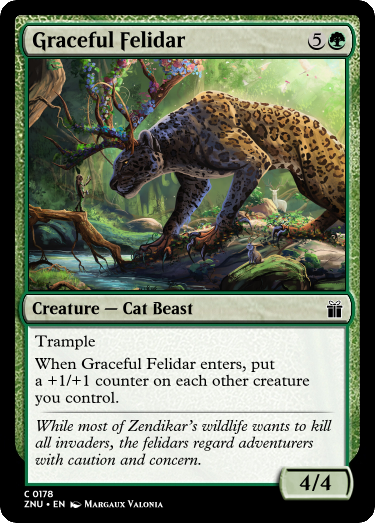 Graceful Felidar 5
Creature — Cat Beast
Trample
When Graceful Felidar enters, put
a +1/+1 counter on each other creature
you control.
While most of Zendikar's wildlife wants to kill
all invaders, the felidars regard adventurers
with caution and concern.
4/4
C 0178
ZNU • EN Margaux Valonia